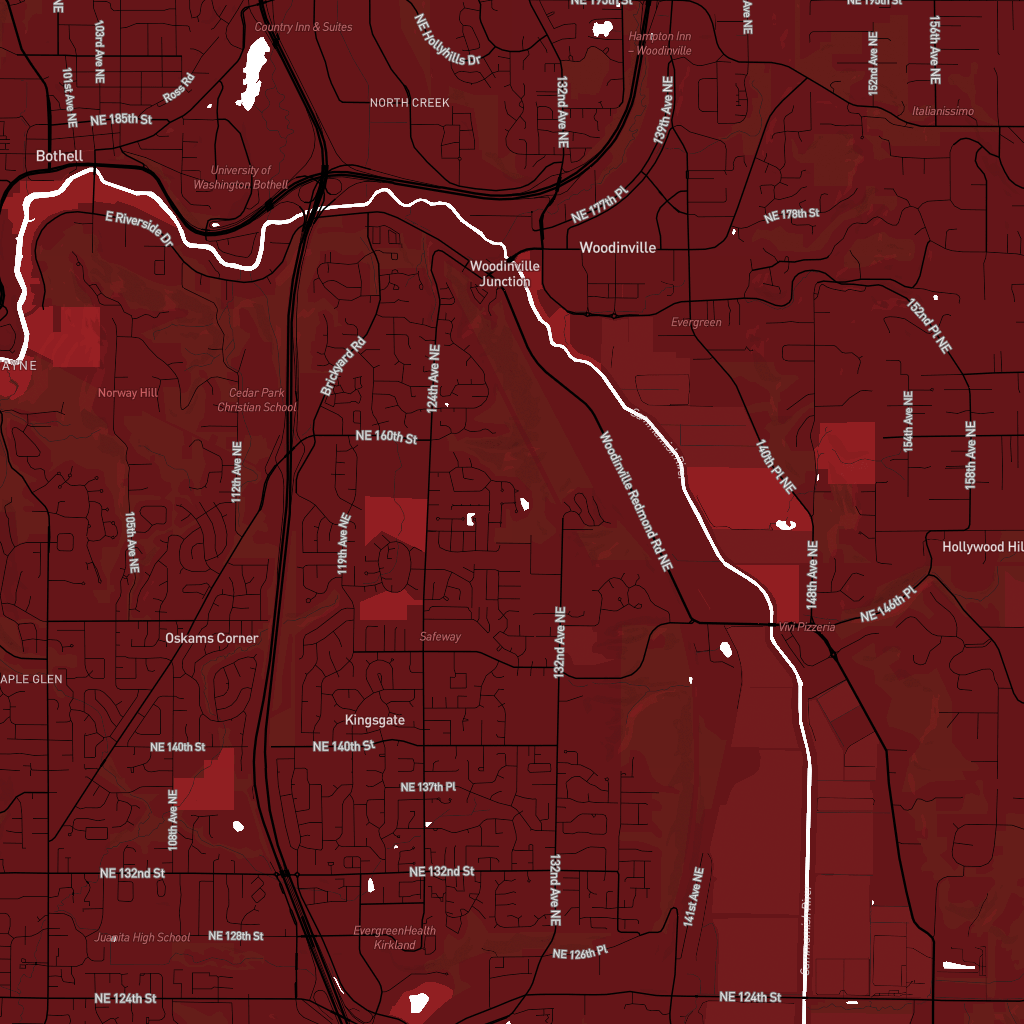 NE 195th St
NE 195th St
Country Inn & Suites
NE Hollyhills Dr
Hampton Inn
– Woodinville
Ave NE
156th Ave NE
103rd Ave NE
152nd Ave NE
101st Ave NE
Ross Rd
132nd Ave NE
139th Ave NE
NORTH CREEK
Italianissimo
NE 185th St
Bothell
University of
Washington Bothell
NE 177th Pl
NE 178th St
E Riverside Dr
Woodinville
Woodinville
Junction
152nd Pl NE
Evergreen
Brickyard Rd
124th Ave NE
AYNE
Norway Hill
Cedar Park
Christian School
154th Ave NE
158th Ave NE
NE 160th St
Woodinville Redmond Rd NE
140th Pl NE
112th Ave NE
105th Ave NE
119th Ave NE
148th Ave NE
Hollywood Hil
NE 146th Pl
132nd Ave NE
Vivi Pizzeria
Oskams Corner
Safeway
APLE GLEN
Kingsgate
NE 140th St
NE 140th St
NE 137th Pl
108th Ave NE
NE 132nd St
NE 132nd St
132nd Ave NE
141st Ave NE
Juanita High School
NE 128th St
EvergreenHealth
Kirkland
NE 126th Pl
NE 124th St
NE 124th St